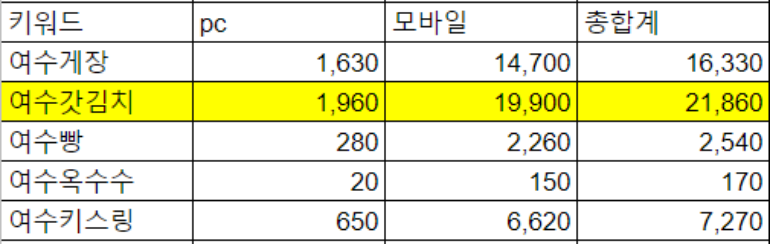 키워드 pc 모바일 총합계
여수게장 1,630 14,700 16,330
여수갓김치 1,960 19,900 21,860
여수빵 280 2,260 2,540
여수옥수수 20 150 170
여수키스링 650 6,620 7,270